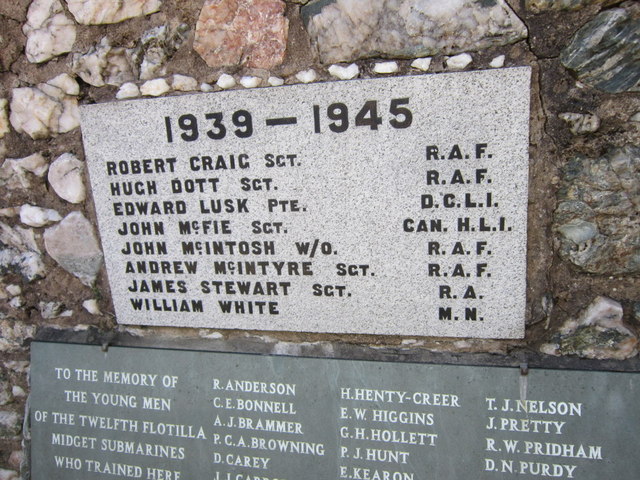 1939 — 1945
ROBERT CRAIG SGT. R.A.F.
HUGH DOTT SGT. R.A.F.
EDWARD LUSK PTE. D.C.L.I.
JOHN McFIE SGT. CAN. H.L.I.
JOHN McINTOSH W/O. R.A.F.
ANDREW McINTYRE SGT. R.A.F.
JAMES STEWART SGT. R.A.
WILLIAM WHITE M.N.
TO THE MEMORY OF
THE YOUNG MEN
OF THE TWELFTH FLOTILLA
MIDGET SUBMARINES
WHO TRAINED HERE
R. ANDERSON
C.E. BONNELL
A.J. BRAMMER
P.C.A. BROWNING
D. CAREY
H. HENTY-CREER
E.W. HIGGINS
G.H. HOLLETT
P.J. HUNT
E. KEARON
T.J. NELSON
J. PRETTY
R.W. PRIDHAM
D.N. PURDY